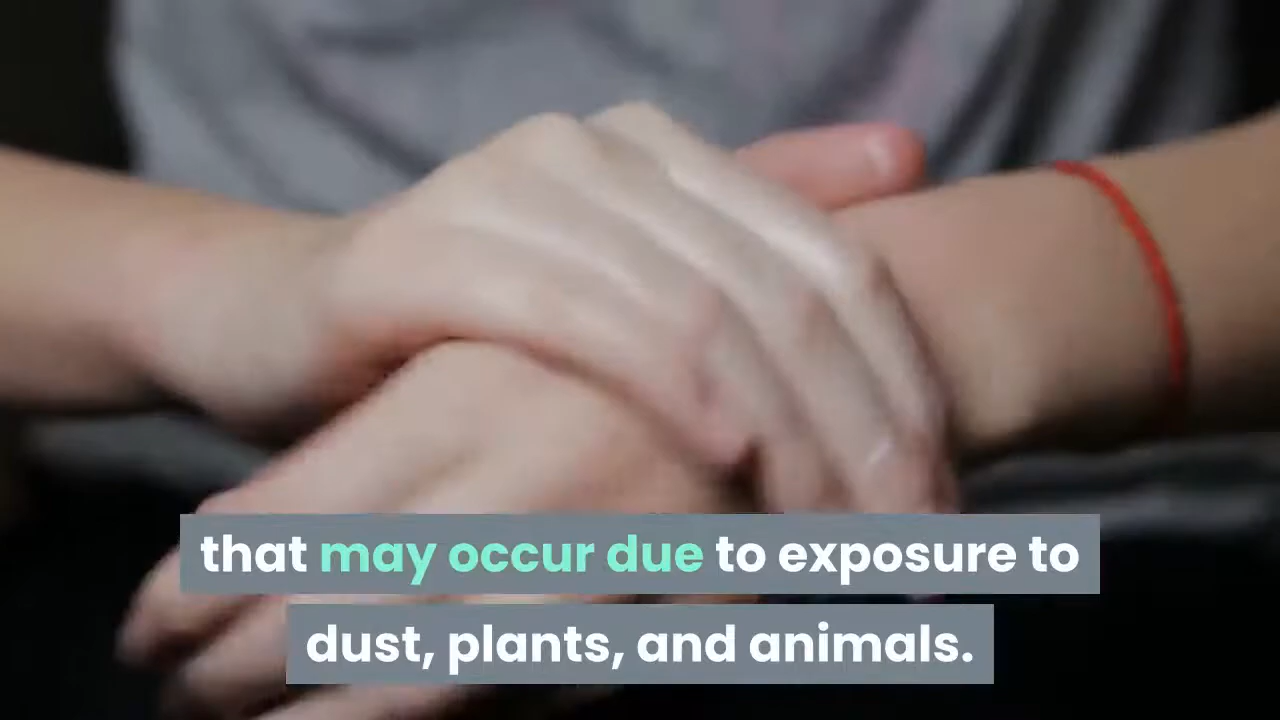 that may occur due to exposure to
dust, plants, and animals.